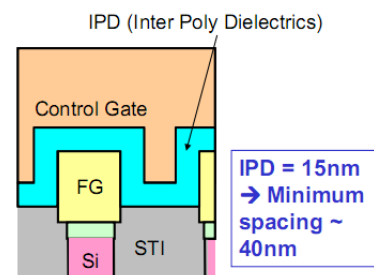 IPD (Inter Poly Dielectrics)
Control Gate
FG
Si
STI
IPD = 15nm
→ Minimum
spacing ~
40nm